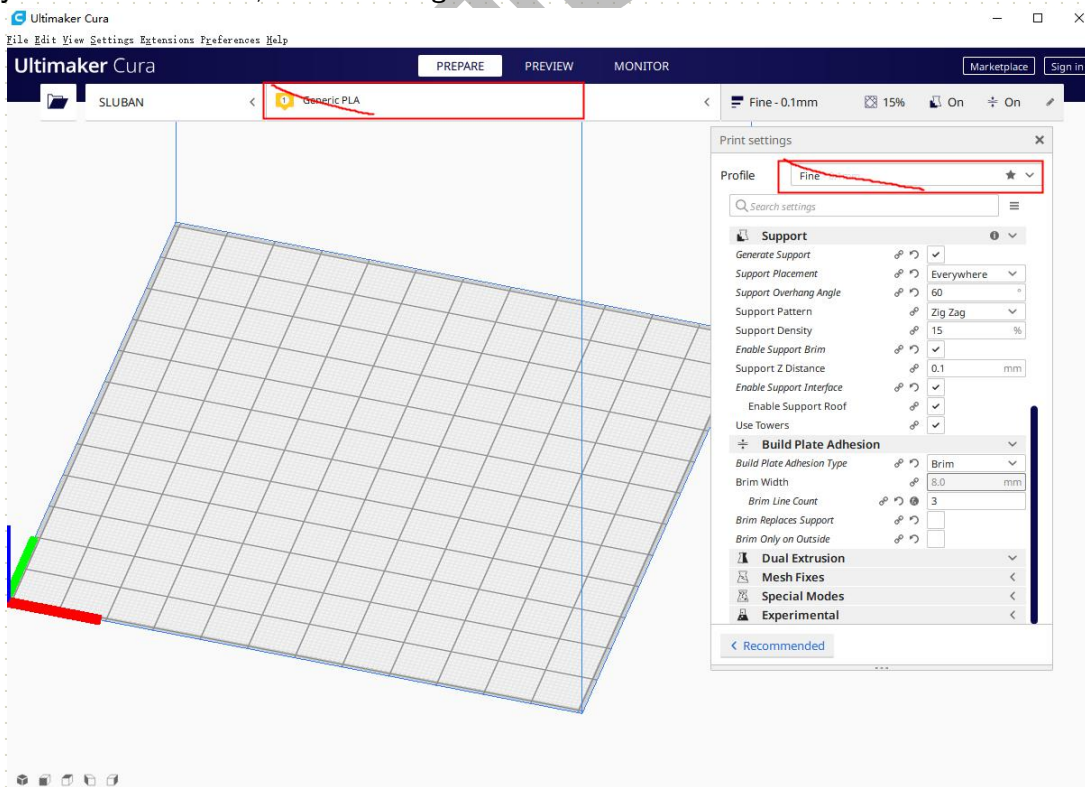 Ultimaker Cura
File Edit View Settings Extensions Preferences Help
Ultimaker Cura PREPARE PREVIEW MONITOR Marketplace Sign in
SLUBAN 1 Generic PLA Fine - 0.1mm 15% On On
Print settings
Profile Fine
Search settings
Support
Generate Support
Support Placement Everywhere
Support Overhang Angle 60 °
Support Pattern Zig Zag
Support Density 15 %
Enable Support Brim
Support Z Distance 0.1 mm
Enable Support Interface
Enable Support Roof
Use Towers
Build Plate Adhesion
Build Plate Adhesion Type Brim
Brim Width 8.0 mm
Brim Line Count 3
Brim Replaces Support
Brim Only on Outside
Dual Extrusion
Mesh Fixes
Special Modes
Experimental
Recommended